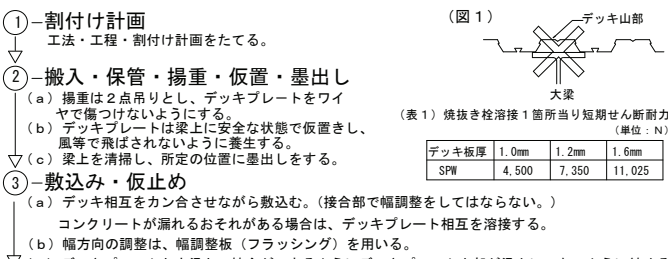 ①－割付け計画
工法・工程・割付け計画をたてる。
②－搬入・保管・揚重・仮置・墨出し
（a）揚重は２点吊りとし、デッキプレートをワイ
ヤで傷つけないようにする。
（b）デッキプレートは梁上に安全な状態で仮置きし、
風等で飛ばされないように養生する。
（c）梁上を清掃し、所定の位置に墨出しをする。
（図１）
デッキ山部
大梁
（表１）焼抜き栓溶接１箇所当り短期せん断耐力
（単位：N）
デッキ板厚 1.0mm 1.2mm 1.6mm
SPW 4,500 7,350 11,025
③－敷込み・仮止め
（a）デッキ相互をカン合させながら敷込む。（接合部で幅調整をしてはならない。）
コンクリートが漏れるおそれがある場合は、デッキプレート相互を溶接する。
（b）幅方向の調整は、幅調整板（フラッシング）を用いる。